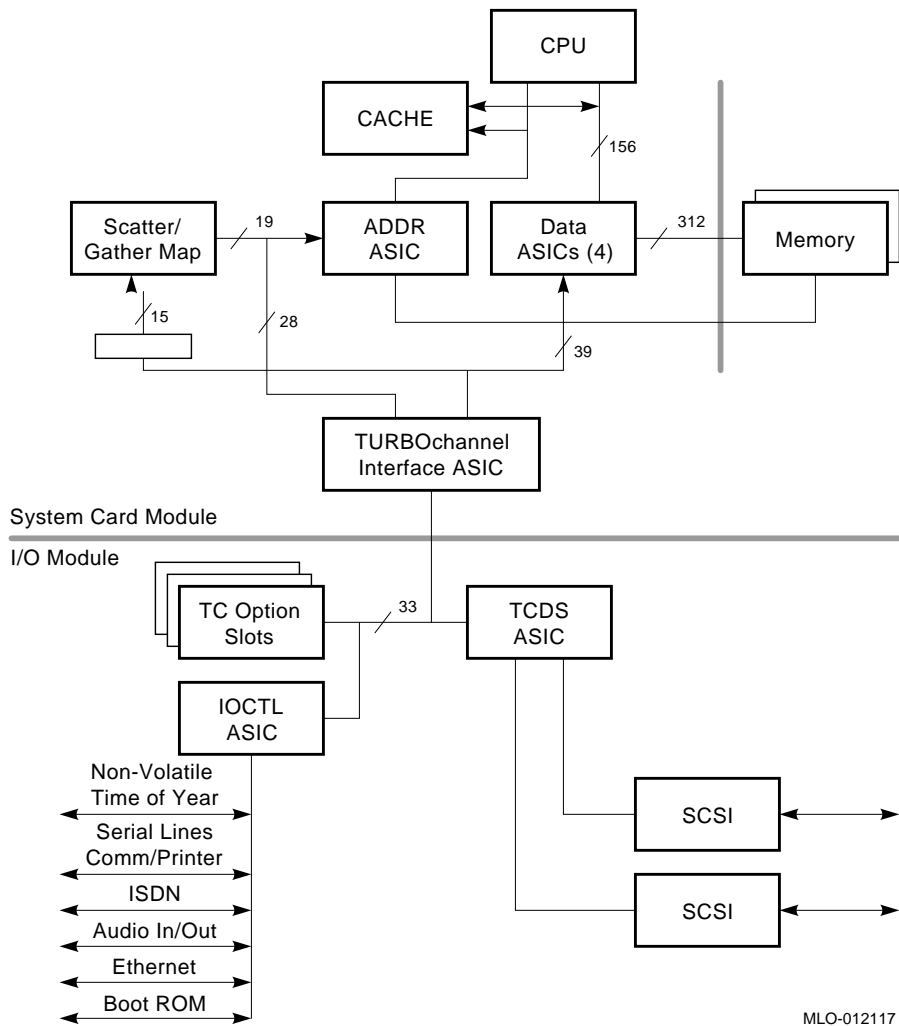 CPU
CACHE
156
Scatter/
Gather Map
19
ADDR
ASIC
Data
ASICs (4)
312
Memory
15
28
39
TURBOchannel
Interface ASIC
System Card Module
I/O Module
TC Option
Slots
33
TCDS
ASIC
IOCTL
ASIC
Non-Volatile
Time of Year
Serial Lines
Comm/Printer
ISDN
Audio In/Out
Ethernet
Boot ROM
SCSI
SCSI
MLO-012117